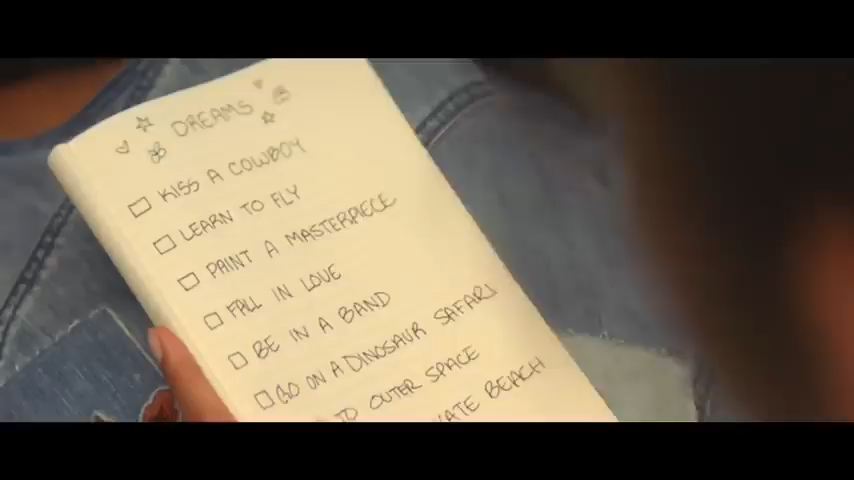 DREAMS
KISS A COWBOY
LEARN TO FLY
PAINT A MASTERPIECE
FALL IN LOVE
BE IN A BAND
GO ON A DINOSAUR SAFARI
TO OUTER SPACE
BEACH